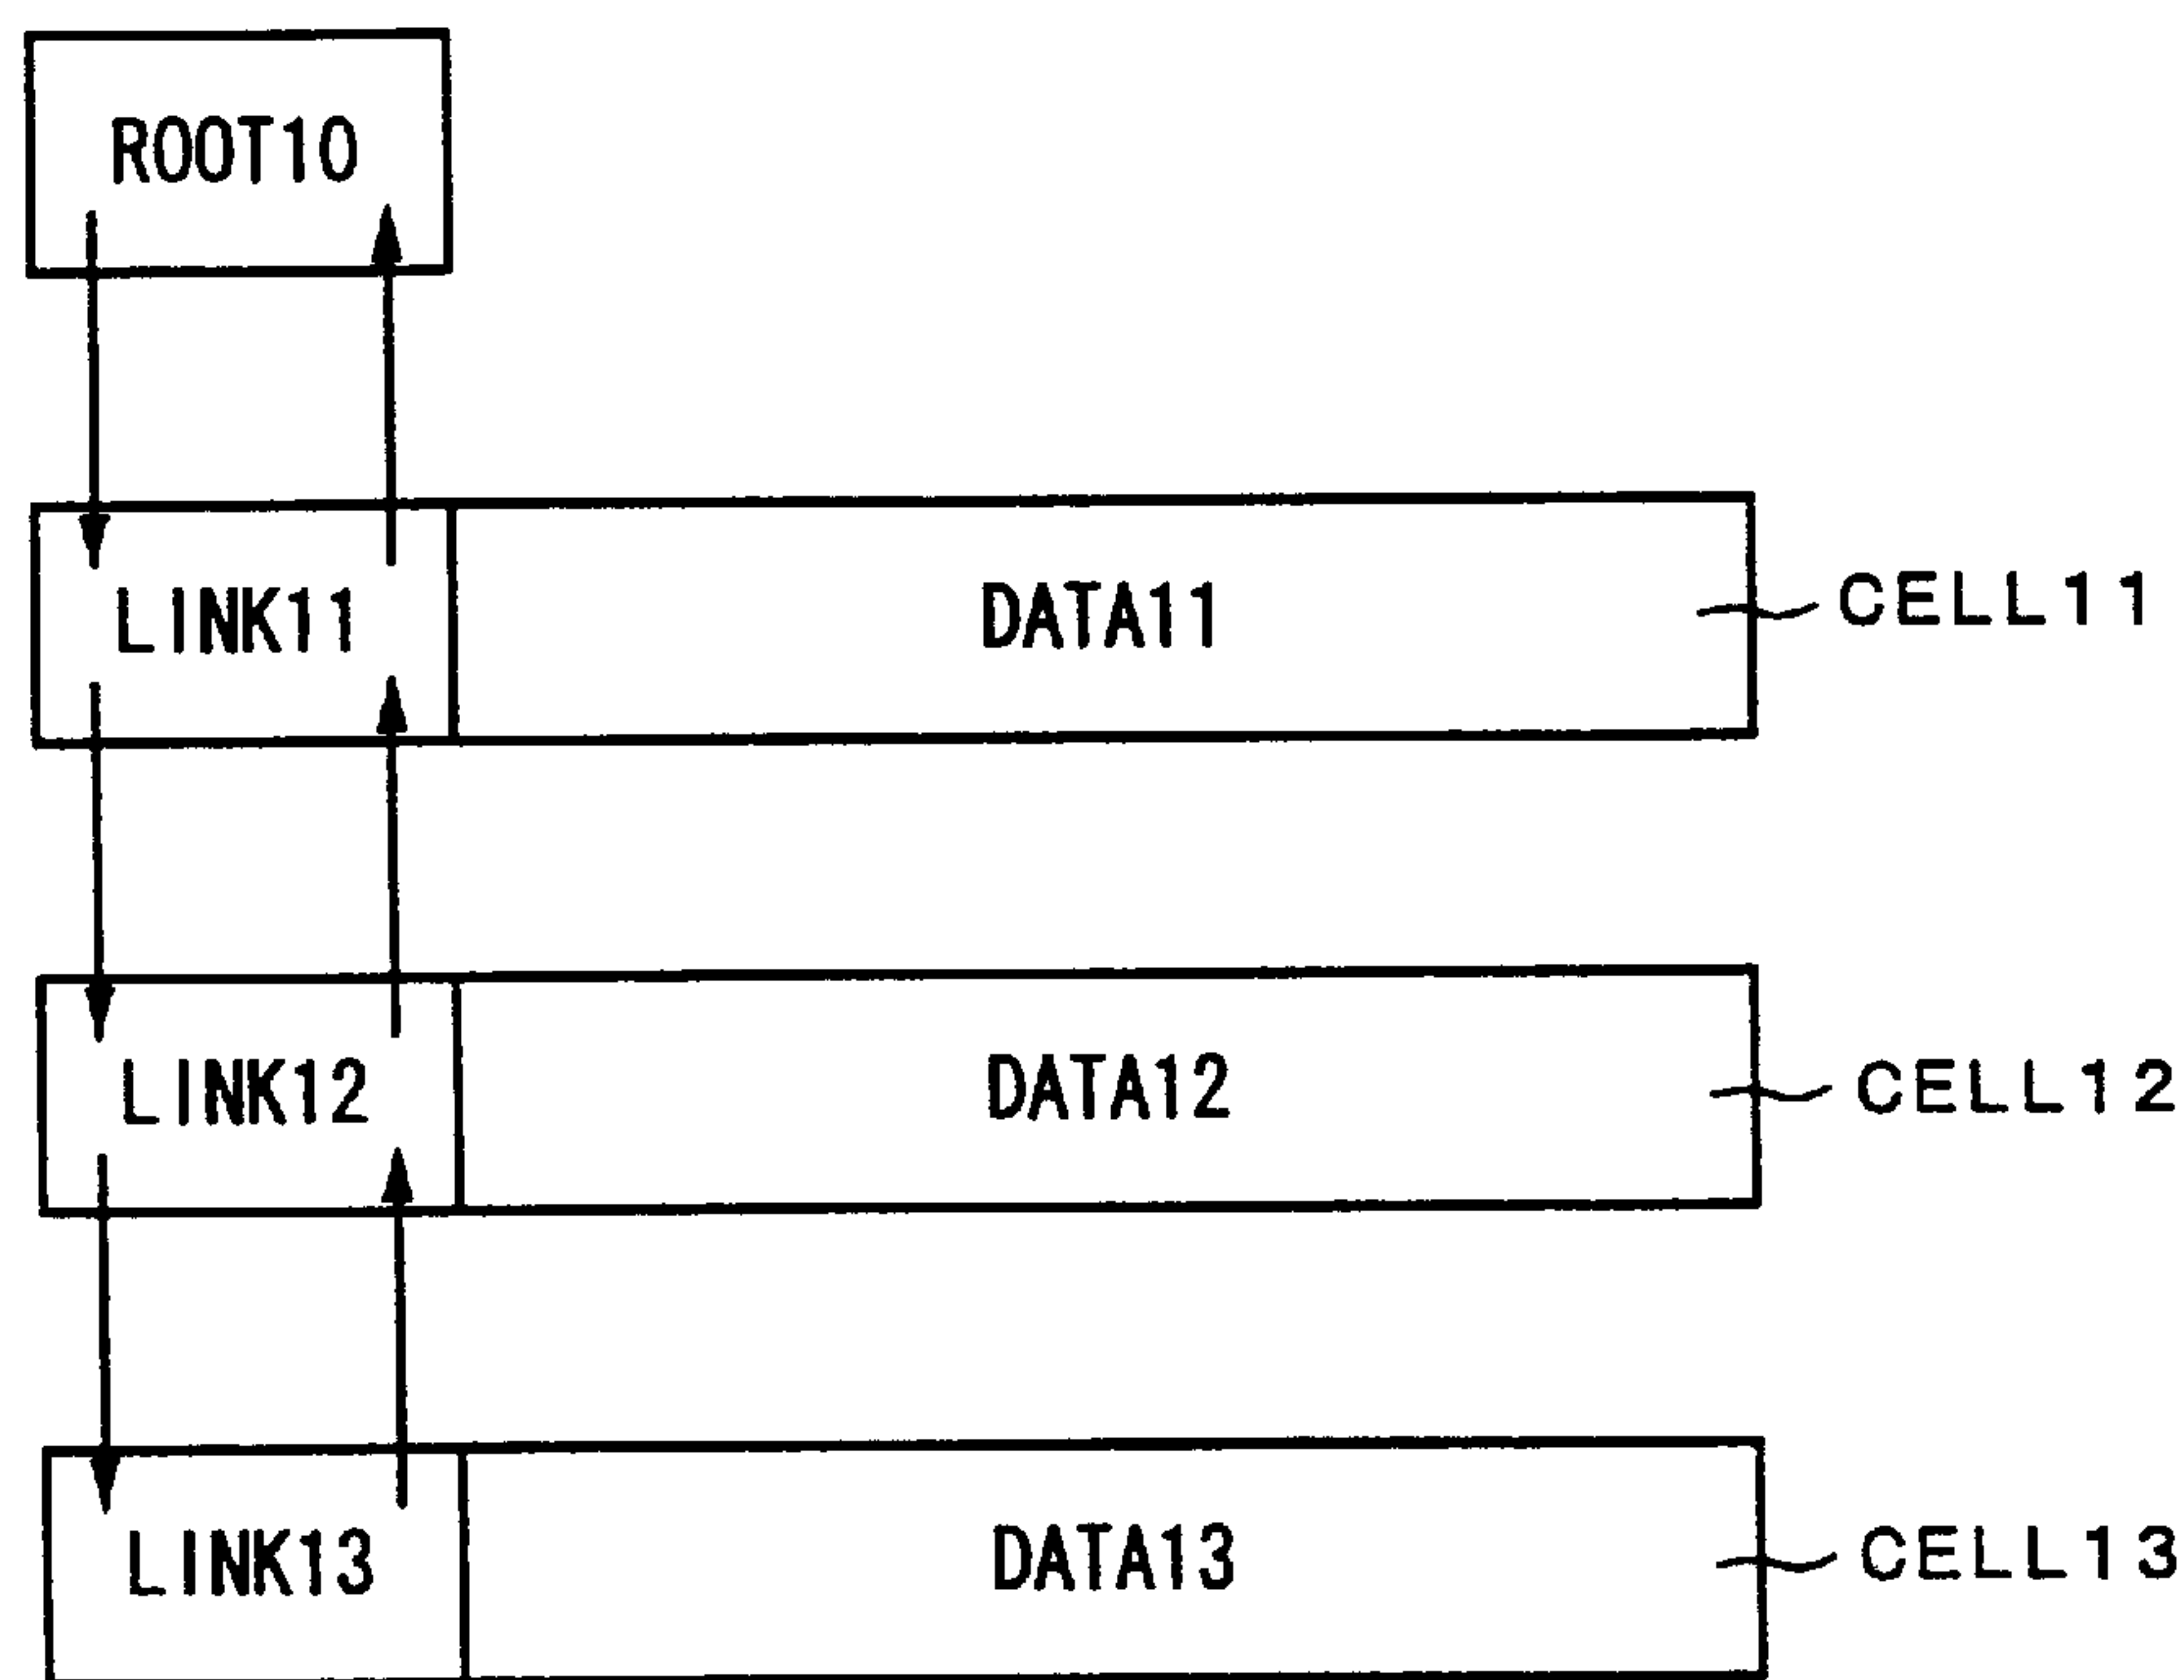 ROOT10
LINK11 DATA11 CELL11
LINK12 DATA12 CELL12
LINK13 DATA13 CELL13